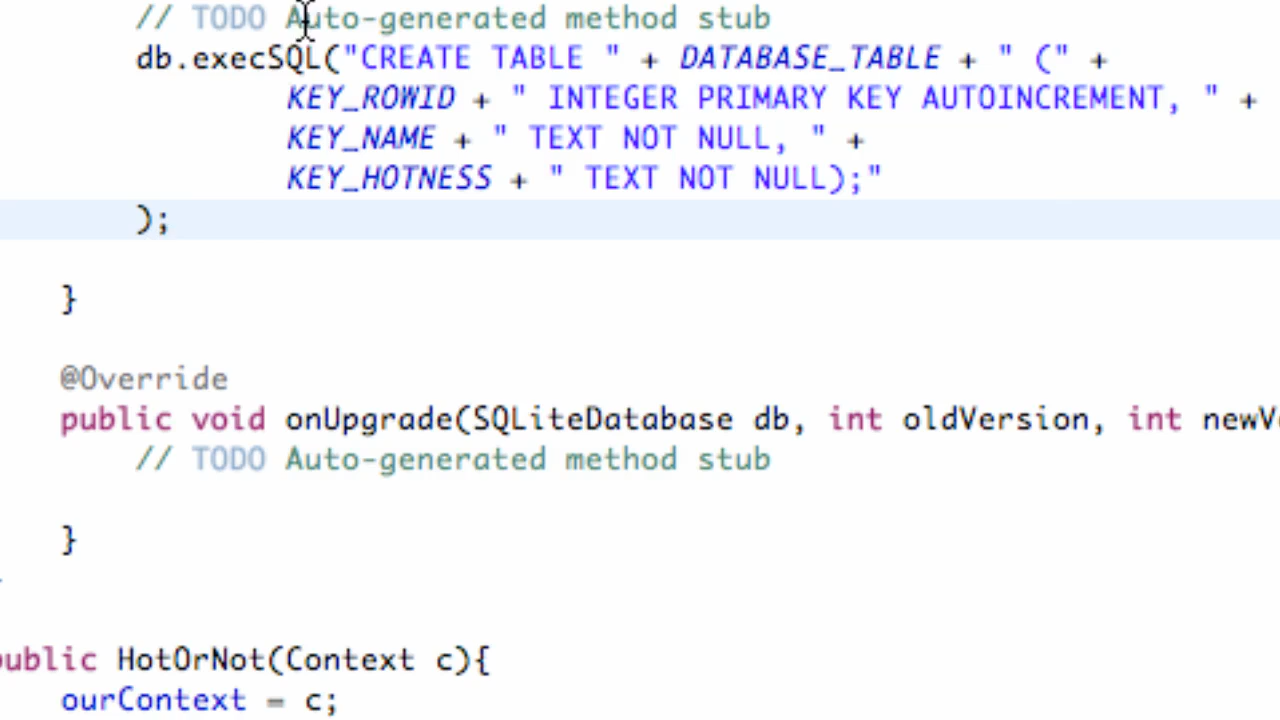 // TODO Auto-generated method stub
db.execSQL("CREATE TABLE " + DATABASE_TABLE + " (" +
KEY_ROWID + " INTEGER PRIMARY KEY AUTOINCREMENT, " +
KEY_NAME + " TEXT NOT NULL, " +
KEY_HOTNESS + " TEXT NOT NULL);"
);
}
@Override
public void onUpgrade(SQLiteDatabase db, int oldVersion, int
// TODO Auto-generated method stub
}
public HotOrNot(Context c){
ourContext = c;